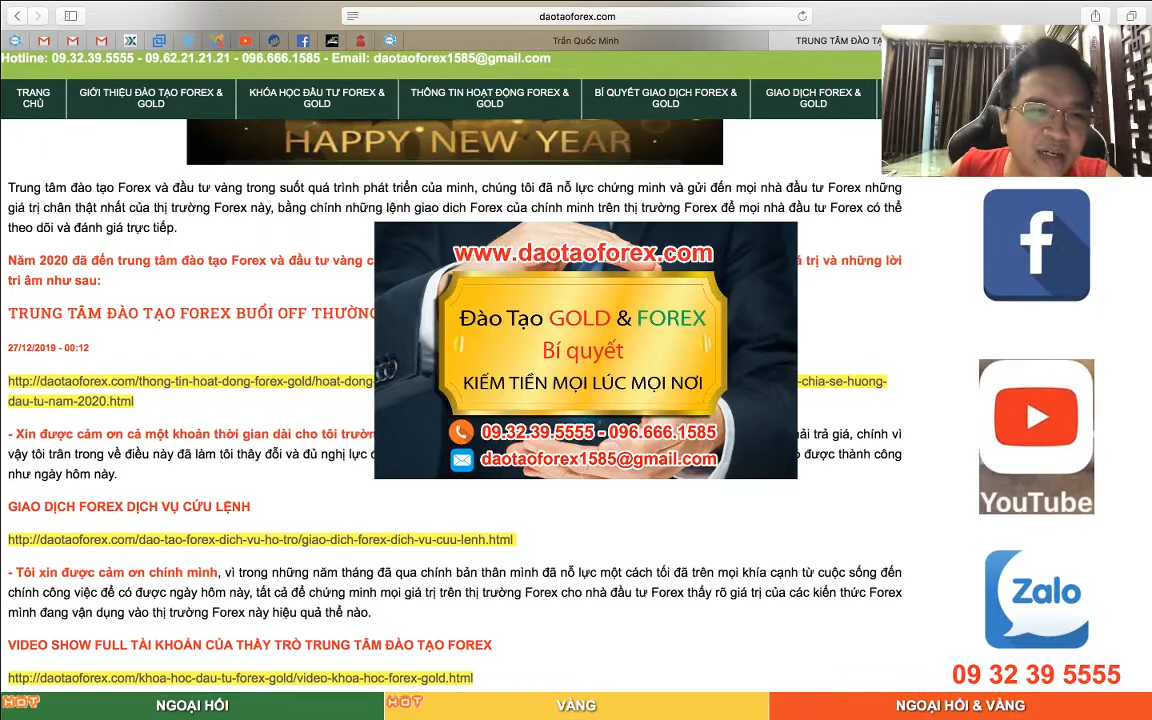 daotaoforex.com
Trần Quốc Minh
TRUNG TÂM ĐÀO TẠ
Hotline: 09.32.39.5555 - 09.62.21.21.21 - 096.666.1585 - Email: daotaoforex1585@gmail.com
TRANG CHỦ
GIỚI THIỆU ĐÀO TẠO FOREX & GOLD
KHÓA HỌC ĐẦU TƯ FOREX & GOLD
THÔNG TIN HOẠT ĐỘNG FOREX & GOLD
BÍ QUYẾT GIAO DỊCH FOREX & GOLD
GIAO DỊCH FOREX & GOLD
HAPPY NEW YEAR
Trung tâm đào tạo Forex và đầu tư vàng trong suốt quá trình phát triển của minh, chúng tôi đã nỗ lực chứng minh và gửi đến mọi nhà đầu tư Forex những
giá trị chân thật nhất của thị trường Forex này, bằng chính những lệnh giao dich Forex của chính minh trên thị trường Forex để mọi nhà đầu tư Forex có thể
theo dõi và đánh giá trực tiếp.
Năm 2020 đã đến trung tâm đào tạo Forex và đầu tư vàng c
á trị và những lời
tri âm như sau:
TRUNG TÂM ĐÀO TẠO FOREX BUỔI OFF THƯỜNG
27/12/2019 - 00:12
http://daotaoforex.com/thong-tin-hoat-dong-forex-gold/hoat-dong-
-chia-se-huong-
dau-tu-nam-2020.html
- Xin được cảm ơn cả một khoản thời gian dài cho tôi trườn
hải trả giá, chính vì
vậy tôi trân trong về điều này đã làm tôi thây đỗi và đủ nghị lực
ó được thành công
như ngày hôm nay.
GIAO DỊCH FOREX DỊCH VỤ CỨU LỆNH
http://daotaoforex.com/dao-tao-forex-dich-vu-ho-tro/giao-dich-forex-dich-vu-cuu-lenh.html
- Tôi xin được cảm ơn chính mình, vì trong những năm tháng đã qua chính bản thân mình đã nỗ lực một cách tối đã trên mọi khía cạnh từ cuộc sống đến
chính công việc để có được ngày hôm này, tất cả để chứng minh mọi giá trị trên thị trường Forex cho nhà đầu tư Forex thấy rõ giá trị của các kiến thức Forex
mình đang vận dụng vào thị trường Forex này hiệu quả thể nào.
VIDEO SHOW FULL TÀI KHOẢN CỦA THẦY TRÒ TRUNG TÂM ĐÀO TẠO FOREX
http://daotaoforex.com/khoa-hoc-dau-tu-forex-gold/video-khoa-hoc-forex-gold.html
www.daotaoforex.com
Đào Tạo GOLD & FOREX
Bí quyết
KIẾM TIỀN MỌI LÚC MỌI NƠI
09.32.39.5555 - 096.666.1585
daotaoforex1585@gmail.com
YouTube
Zalo
09 32 39 5555
HOT
NGOẠI HỐI
HOT
VÀNG
NGOẠI HỐI & VÀNG